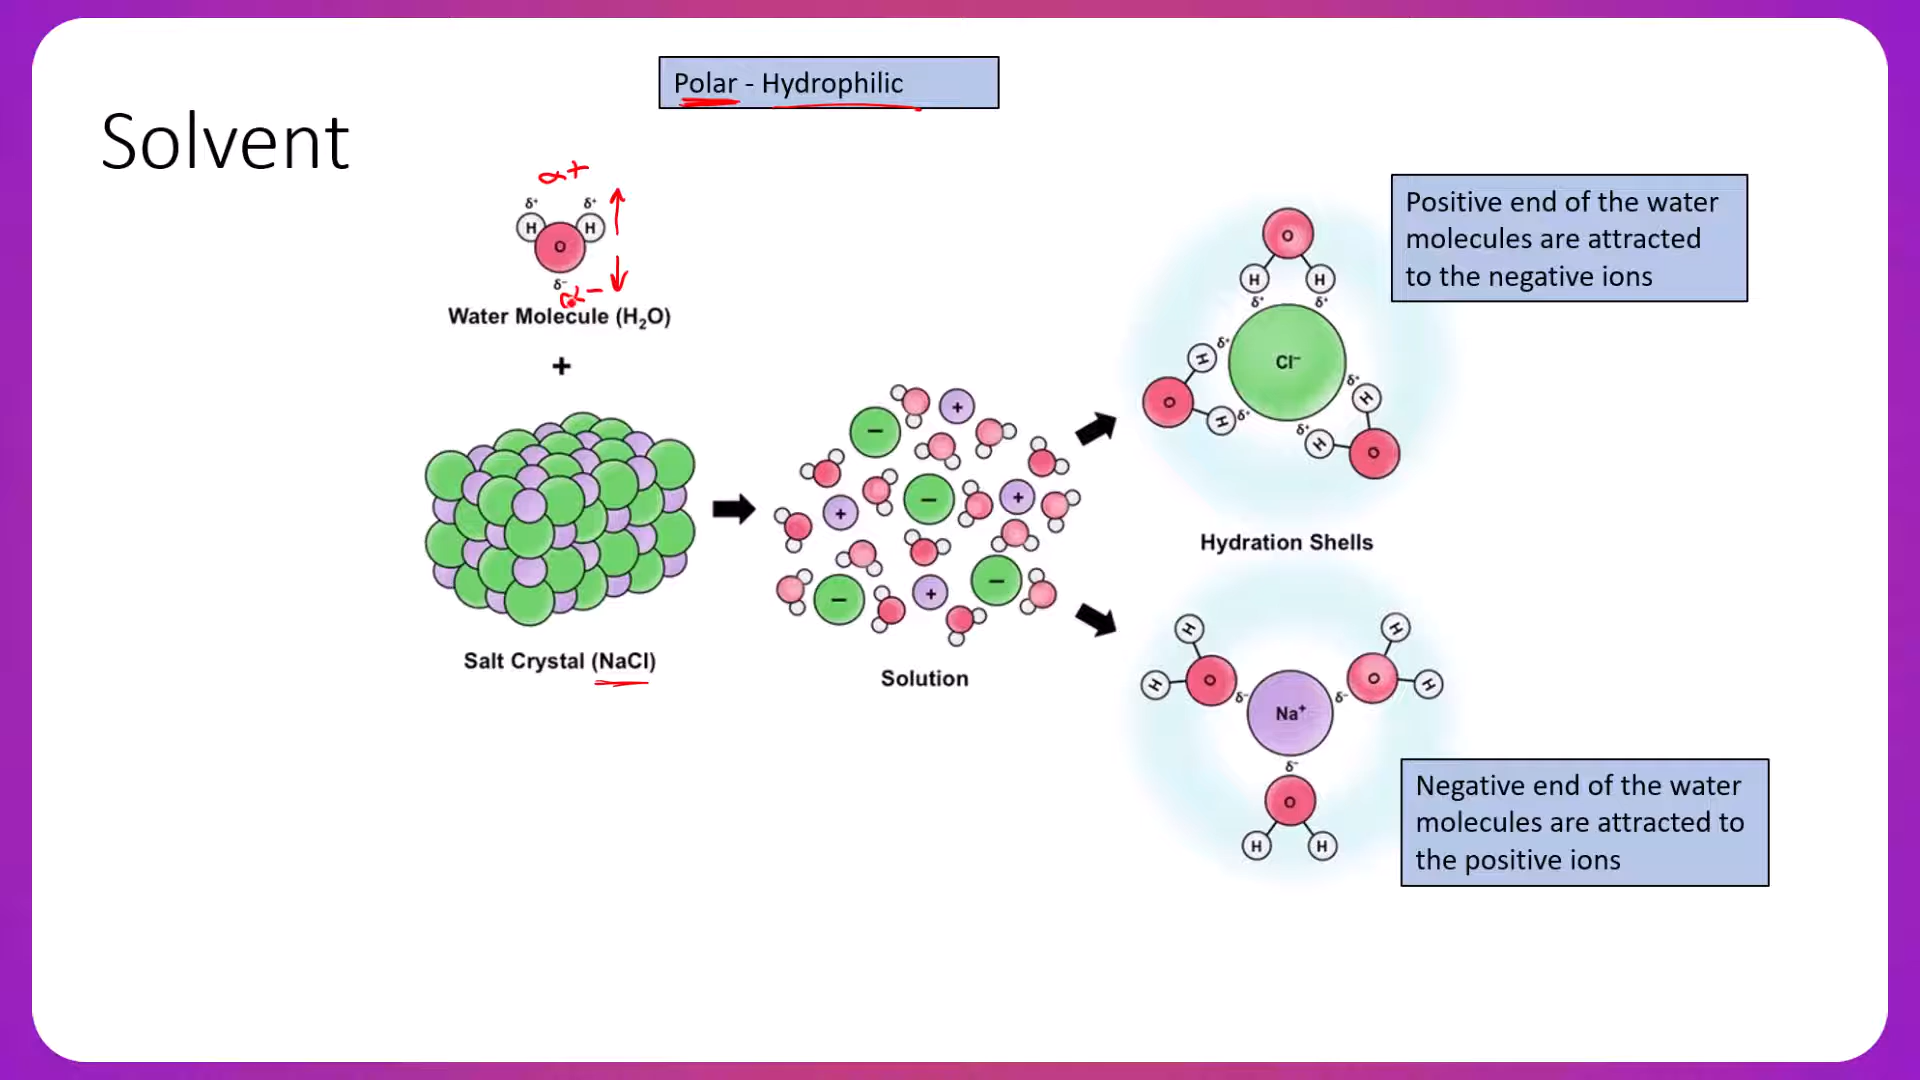 Polar - Hydrophilic
Solvent
α+
δ⁺ δ⁺
H H
O
δ⁻
α-
Water Molecule (H₂O)
+
Salt Crystal (NaCl)
− + − + + − + −
Solution
O
H H
δ⁺ δ⁺
Cl⁻
H δ⁺
O
H δ⁺
δ⁺ H
δ⁺ H
O
Hydration Shells
H
H O δ⁻
H
δ⁻ O H
Na⁺
δ⁻
O
H H
Positive end of the water
molecules are attracted
to the negative ions
Negative end of the water
molecules are attracted to
the positive ions